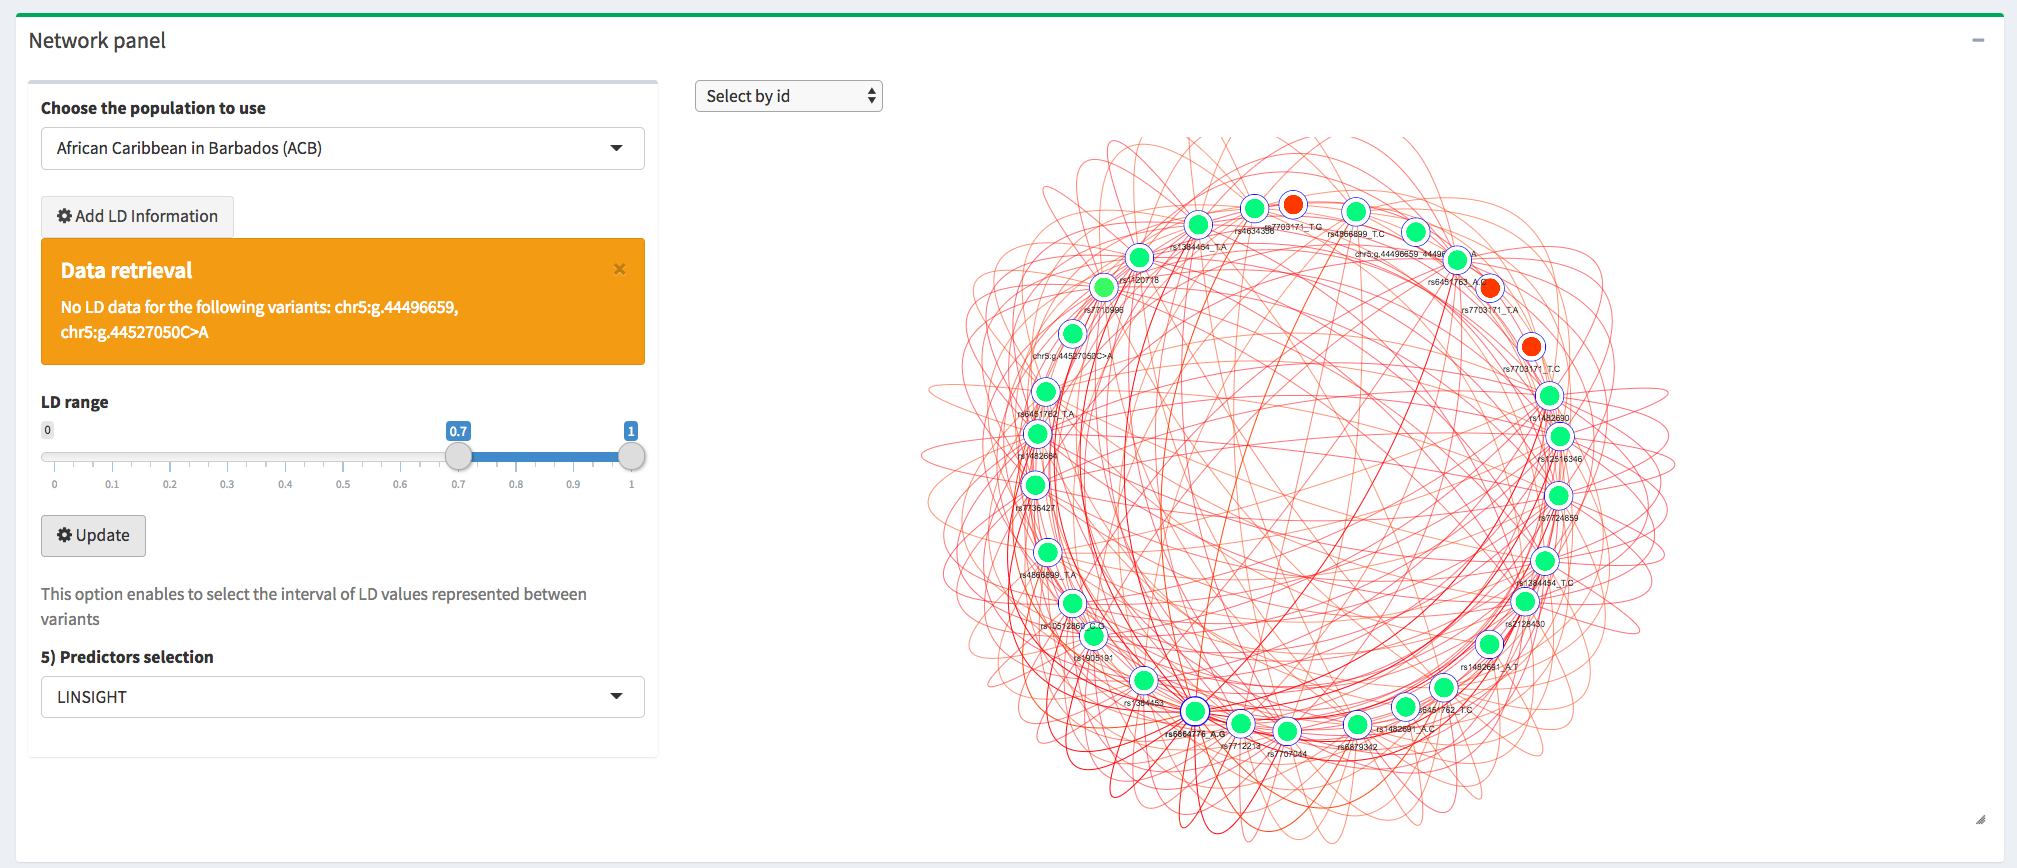 Network panel
Choose the population to use
African Caribbean in Barbados (ACB)
Add LD Information
Data retrieval
No LD data for the following variants: chr5:g.44496659,
chr5:g.44527050C>A
LD range
0
0.7
1
0 0.1 0.2 0.3 0.4 0.5 0.6 0.7 0.8 0.9 1
Update
This option enables to select the interval of LD values represented between
variants
5) Predictors selection
LINSIGHT
Select by id
rs7703171_T.G
rs4866899_T.C
rs1384454_T.A
rs6451763_A.C
rs1120718
rs7710996
rs7703171_T.A
chr5:g.44527050C>A
rs7703171_T.C
rs6451762_T.A
rs1482690
rs1482684
rs12516346
rs7736427
rs7724859
rs4866899_T.A
rs1384454_T.C
rs10512860_C.G
rs2128430
rs1905191
rs1482691_A.T
rs1384453
rs6451762_T.C
rs6864776_A.G
rs7712213
rs7707044
rs6879342
rs1482691_A.C